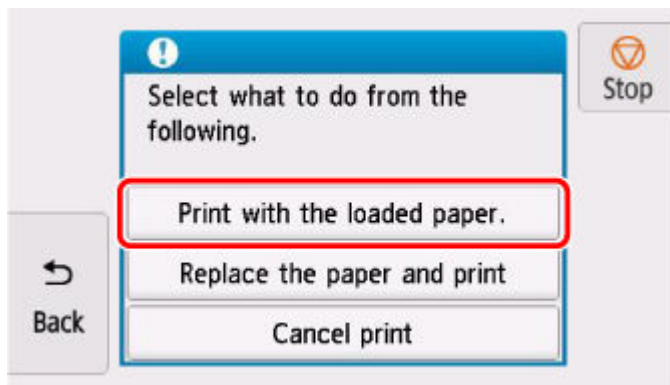 Select what to do from the
following.
Stop
Print with the loaded paper.
Replace the paper and print
Back
Cancel print